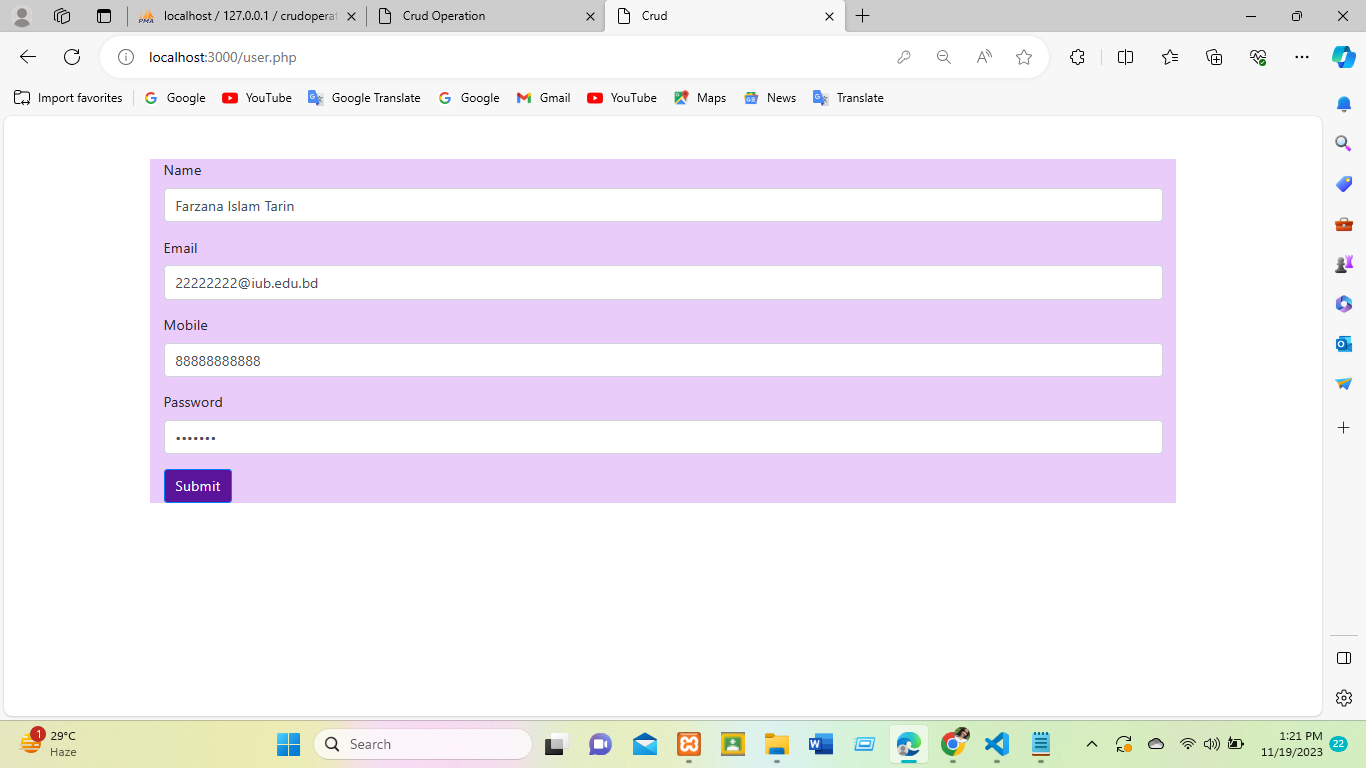 localhost / 127.0.0.1 / crudoperat
Crud Operation
Crud
localhost:3000/user.php
Import favorites
Google
YouTube
Google Translate
Google
Gmail
YouTube
Maps
News
Translate
Name
Farzana Islam Tarin
Email
22222222@iub.edu.bd
Mobile
88888888888
Password
•••••••
Submit
1
29°C
Haze
Search
1:21 PM
11/19/2023
22